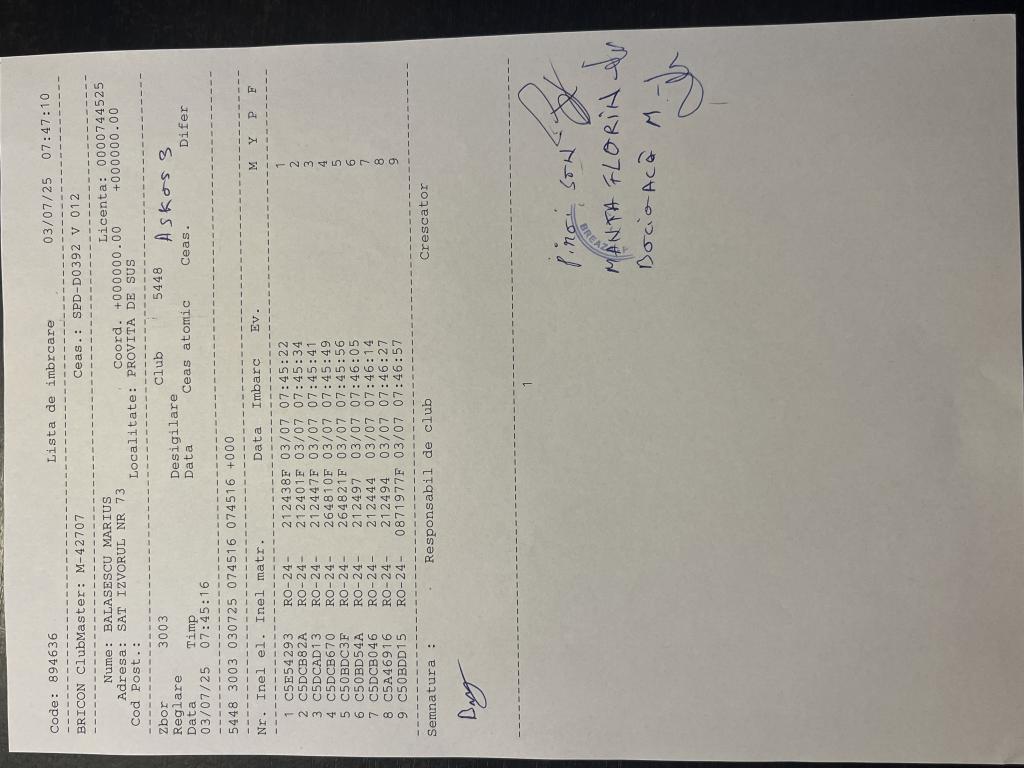 Code: 894636 Lista de imbrcare 03/07/25 07:47:10
BRICON ClubMaster: M-42707 Ceas.: SPD-D0392 V 012
Nume: BALASESCU MARIUS Licenta: 0000744525
Adresa: SAT IZVORUL NR 73 Coord. +000000.00 +000000.00
Cod Post.: Localitate: PROVITA DE SUS
Zbor 3003 Club 5448 ASKOS 3
Reglare Desigilare
Data Timp Data Ceas atomic Ceas. Difer
03/07/25 07:45:16
5448 3003 030725 074516 074516 +000
Nr. Inel el. Inel matr. Data Imbarc Ev. M Y P F
1 C5E54293 RO-24- 212438F 03/07 07:45:22 1
2 C5DCB82A RO-24- 212401F 03/07 07:45:34 2
3 C5DCAD13 RO-24- 212447F 03/07 07:45:41 3
4 C5DCB670 RO-24- 264810F 03/07 07:45:49 4
5 C50BDC3F RO-24- 264821F 03/07 07:45:56 5
6 C50BD54A RO-24- 212497 03/07 07:46:05 6
7 C5DCB046 RO-24- 212444 03/07 07:46:14 7
8 C5A46916 RO-24- 212494 03/07 07:46:27 8
9 C50BDD15 RO-24- 0871977F 03/07 07:46:57 9
Semnatura : Responsabil de club Crescator
1
BREAZA
MANTA FLORIN
M